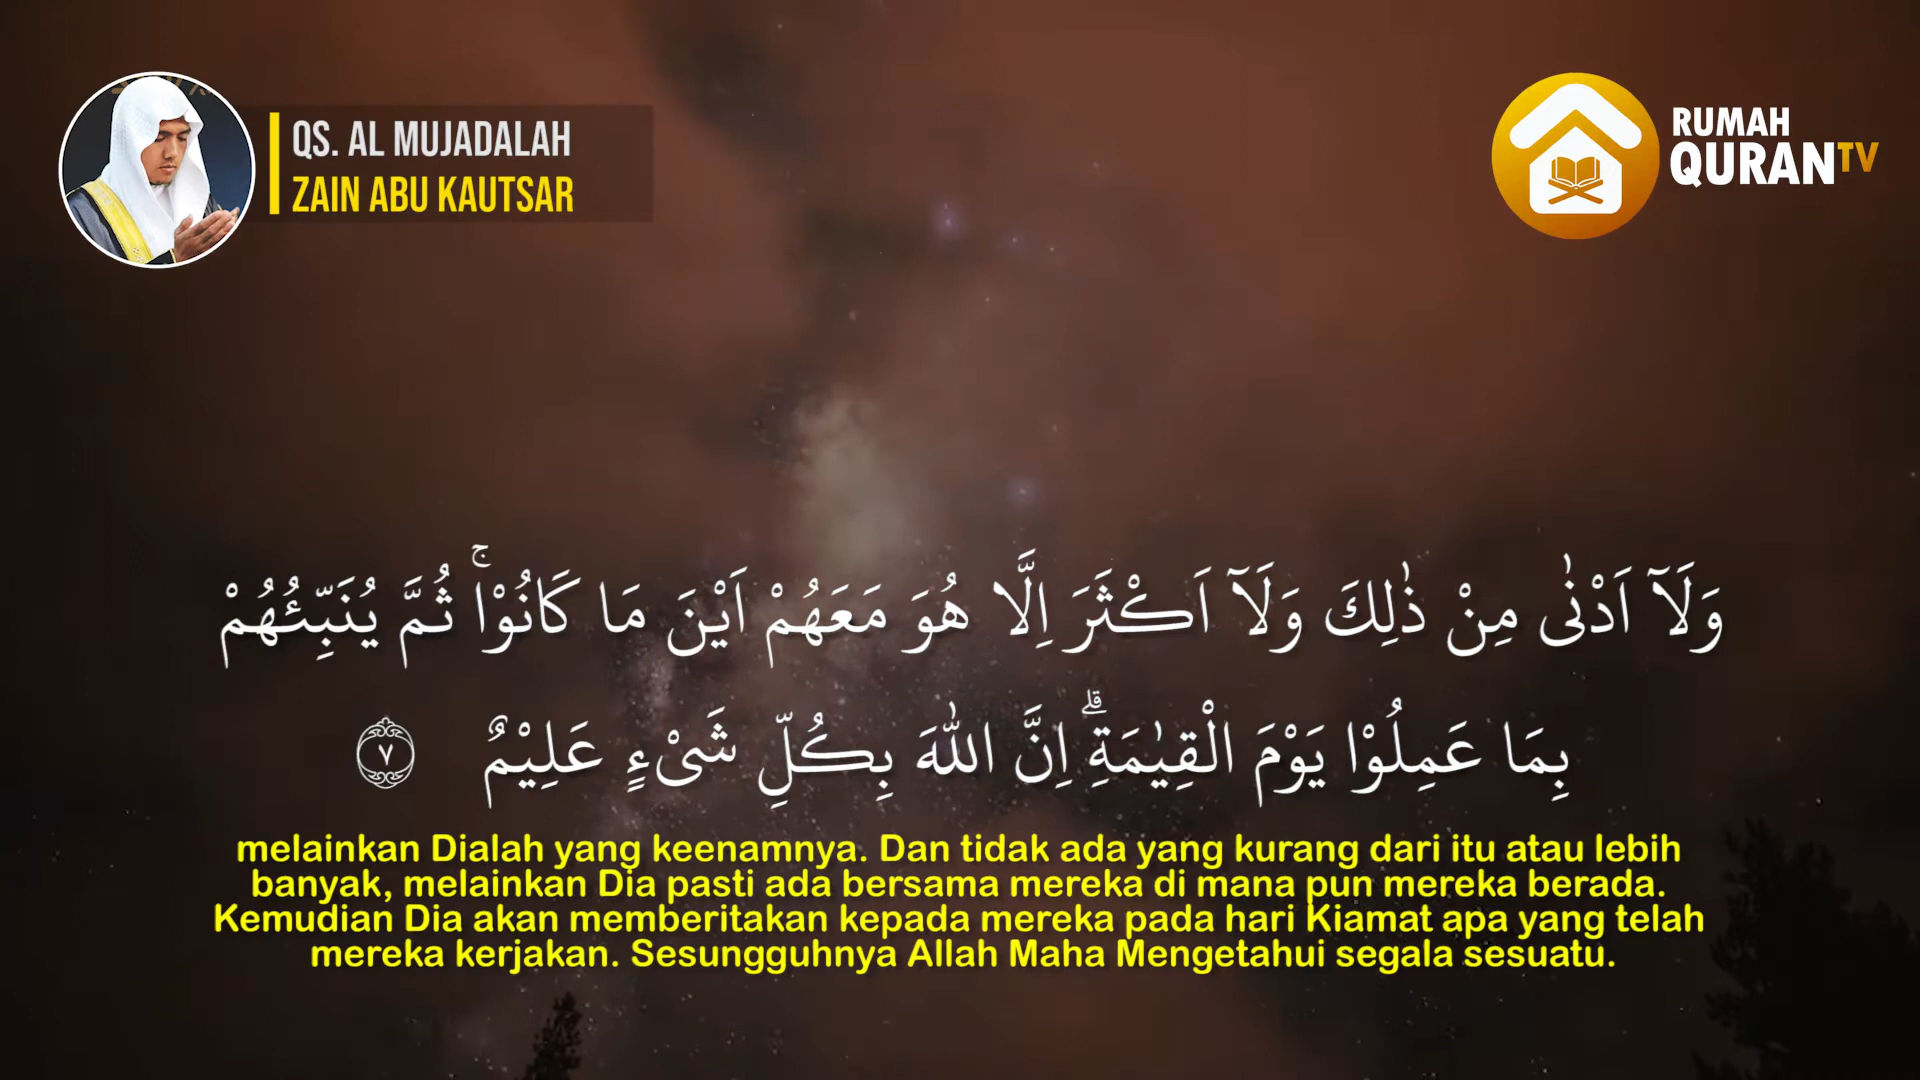 QS. AL MUJADALAH
ZAIN ABU KAUTSAR
RUMAH
QURANTV
وَلَآ اَدْنٰى مِنْ ذٰلِكَ وَلَآ اَكْثَرَ اِلَّا هُوَ مَعَهُمْ اَيْنَ مَا كَانُوْاۚ ثُمَّ يُنَبِّئُهُمْ
بِمَا عَمِلُوْا يَوْمَ الْقِيٰمَةِۗ اِنَّ اللّٰهَ بِكُلِّ شَيْءٍ عَلِيْمٌ ٧
melainkan Dialah yang keenamnya. Dan tidak ada yang kurang dari itu atau lebih
banyak, melainkan Dia pasti ada bersama mereka di mana pun mereka berada.
Kemudian Dia akan memberitakan kepada mereka pada hari Kiamat apa yang telah
mereka kerjakan. Sesungguhnya Allah Maha Mengetahui segala sesuatu.